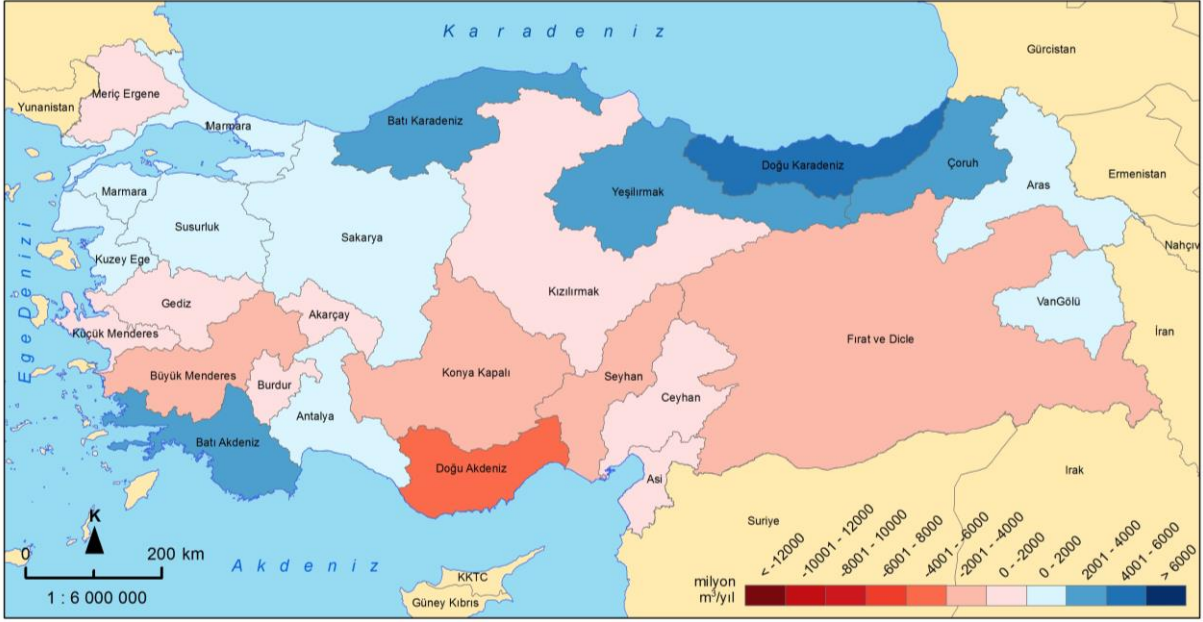 K a r a d e n i z
Gürcistan
Meriç Ergene
Yunanistan
Marmara
Batı Karadeniz
Doğu Karadeniz
Çoruh
Ermenistan
Marmara
Yeşilırmak
Aras
Susurluk
Sakarya
Nahçıv
Kuzey Ege
Ege Denizi
Gediz
Akarçay
Kızılırmak
VanGölü
Küçük Menderes
Fırat ve Dicle
İran
Büyük Menderes
Burdur
Konya Kapalı
Seyhan
Ceyhan
Antalya
Batı Akdeniz
Doğu Akdeniz
Asi
Irak
Suriye
K
0 200 km
1 : 6 000 000
A k d e n i z
KKTC
Güney Kıbrıs
milyon
m³/yıl
< -12000
-10001 - 12000
-8001 - 10000
-6001 - 8000
-4001 - -6000
-2001 - -4000
0 - -2000
0 - 2000
2001 - 4000
4001 - 6000
> 6000